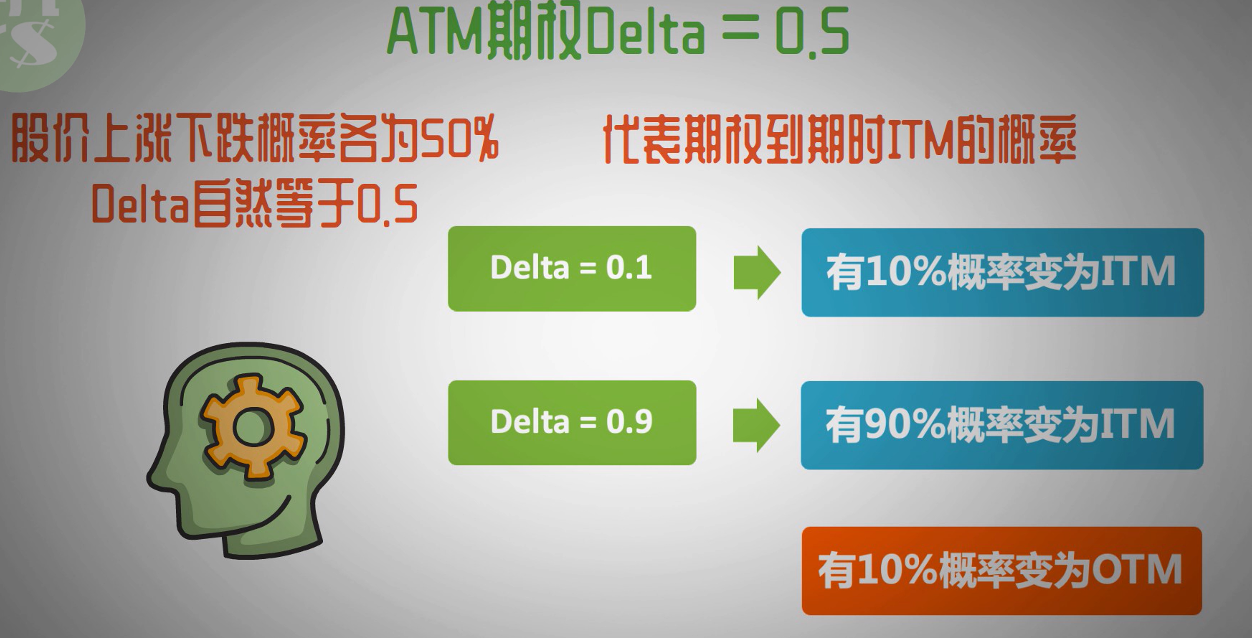 ATM期权Delta = 0.5
股价上涨下跌概率各为50%
Delta自然等于0.5
代表期权到期时ITM的概率
Delta = 0.1
有10%概率变为ITM
Delta = 0.9
有90%概率变为ITM
有10%概率变为OTM